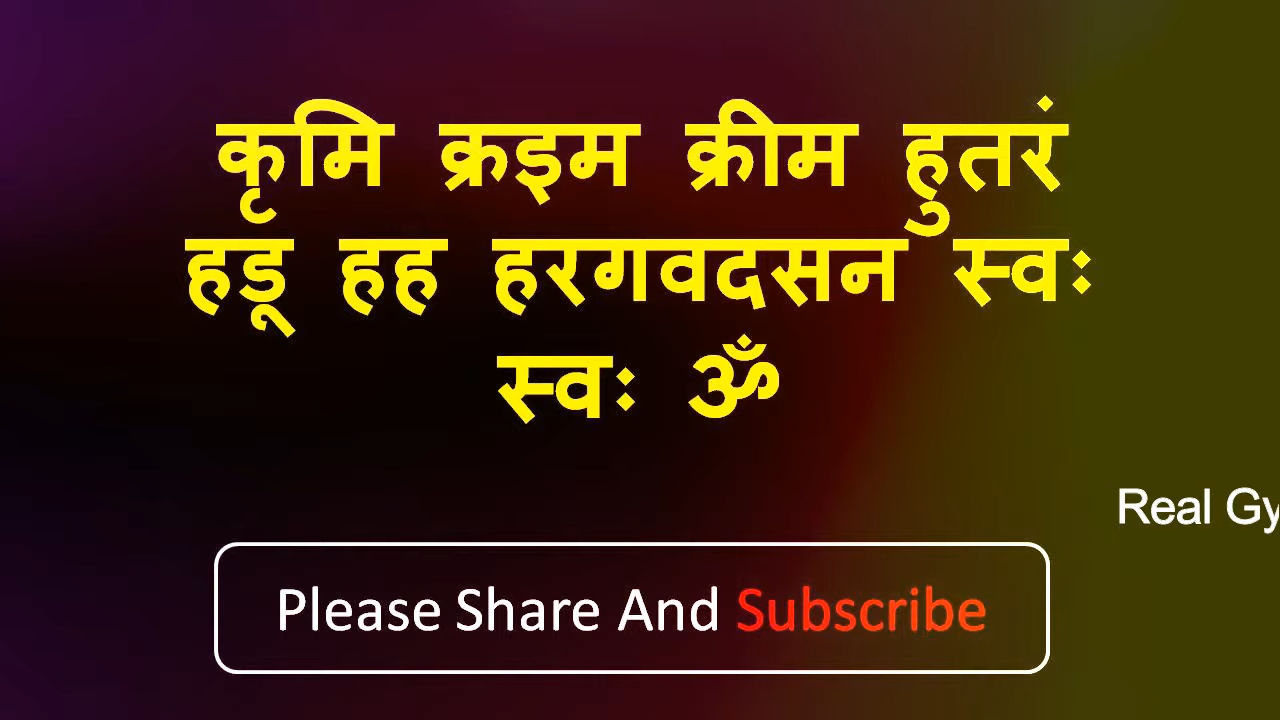 कृमि क्रइम क्रीम हुतरं
हडू हह हरगवदसन स्वः
स्वः ॐ
Real Gy
Please Share And Subscribe